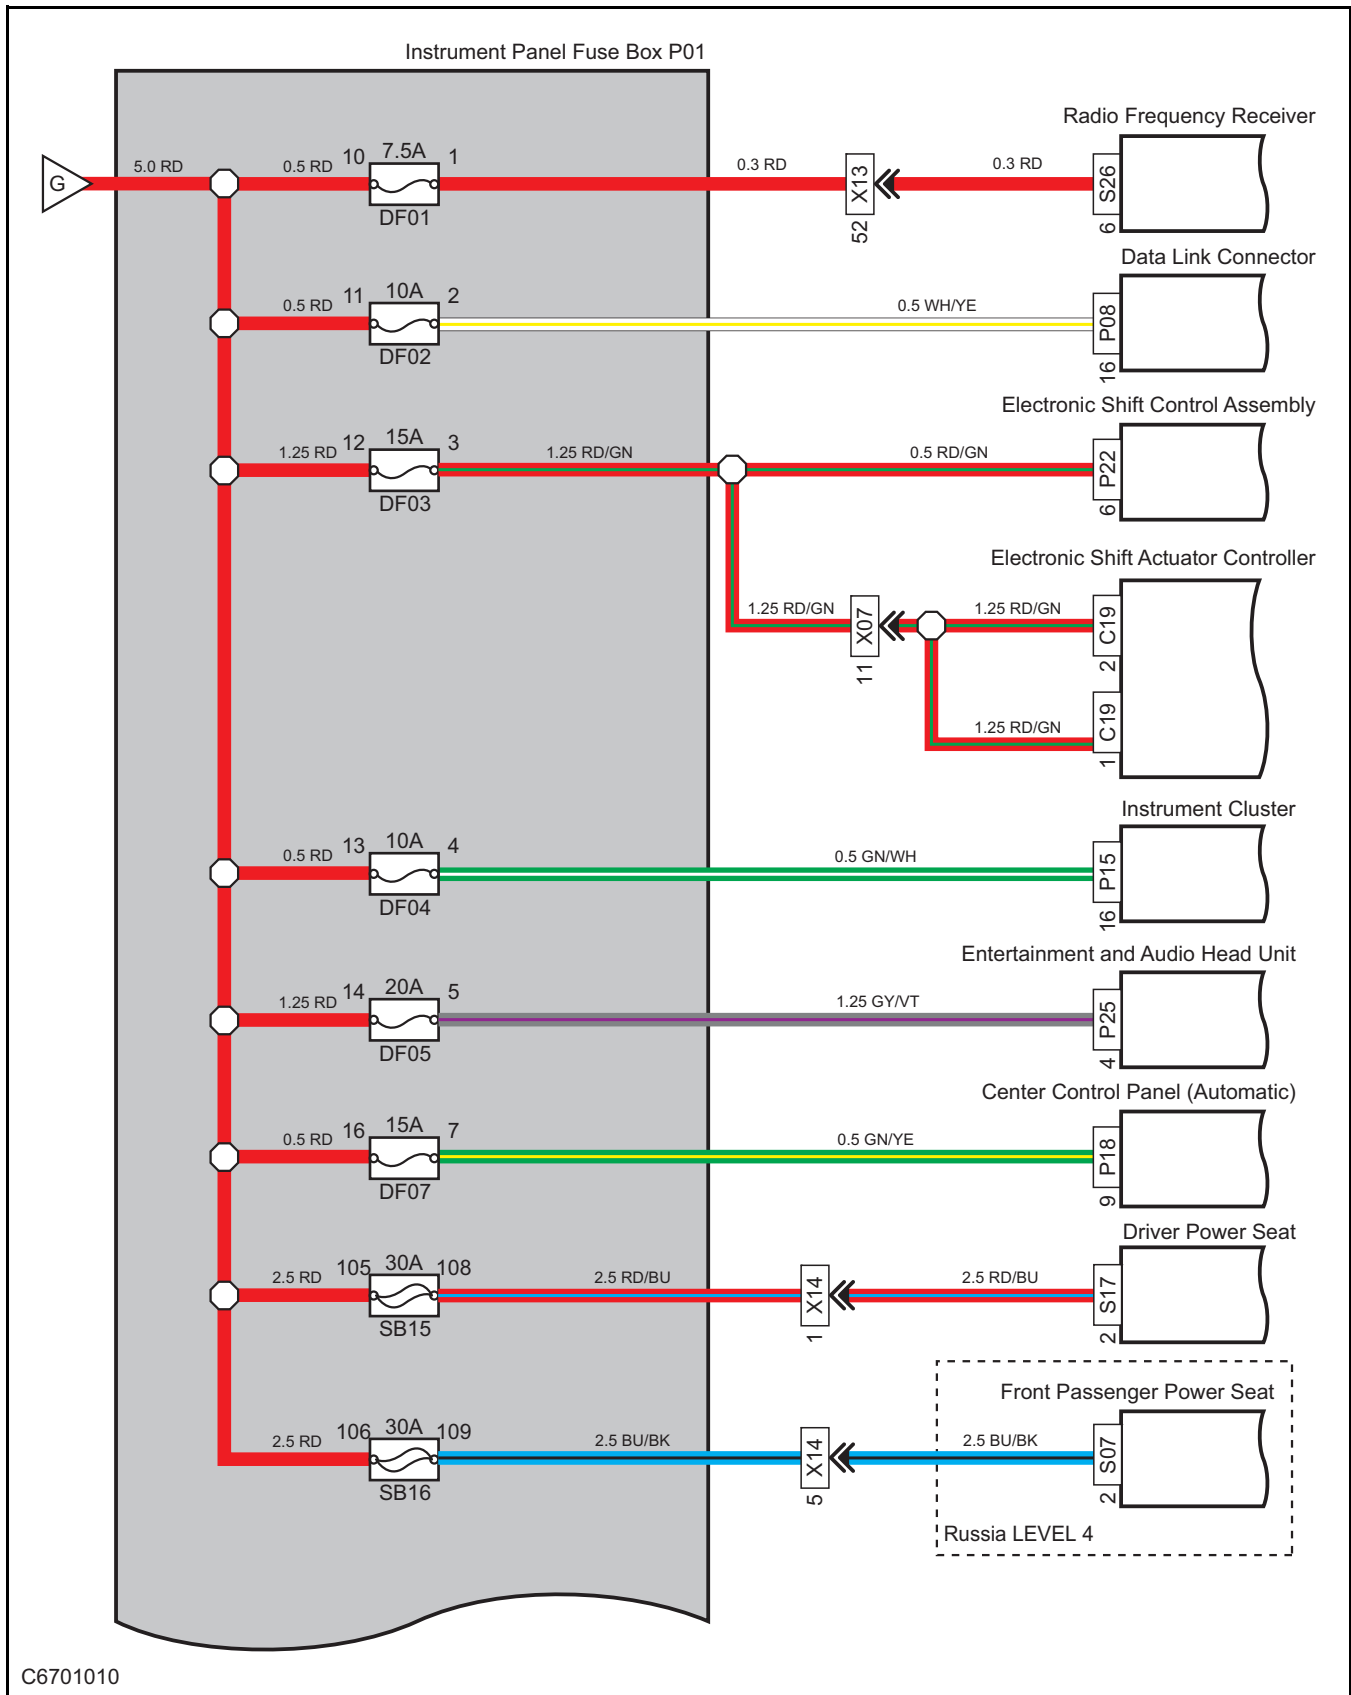 Instrument Panel Fuse Box P01
Radio Frequency Receiver
G
5.0 RD
0.5 RD
10
7.5A
1
DF01
0.3 RD
X13
52
0.3 RD
S26
6
Data Link Connector
0.5 RD
11
10A
2
DF02
0.5 WH/YE
P08
16
Electronic Shift Control Assembly
1.25 RD
12
15A
3
DF03
1.25 RD/GN
0.5 RD/GN
P22
6
Electronic Shift Actuator Controller
1.25 RD/GN
X07
11
1.25 RD/GN
C19
2
1.25 RD/GN
C19
1
Instrument Cluster
0.5 RD
13
10A
4
DF04
0.5 GN/WH
P15
16
Entertainment and Audio Head Unit
1.25 RD
14
20A
5
DF05
1.25 GY/VT
P25
4
Center Control Panel (Automatic)
0.5 RD
16
15A
7
DF07
0.5 GN/YE
P18
9
Driver Power Seat
2.5 RD
105
30A
108
SB15
2.5 RD/BU
X14
1
2.5 RD/BU
S17
2
Front Passenger Power Seat
2.5 RD
106
30A
109
SB16
2.5 BU/BK
X14
5
2.5 BU/BK
S07
2
Russia LEVEL 4
C6701010